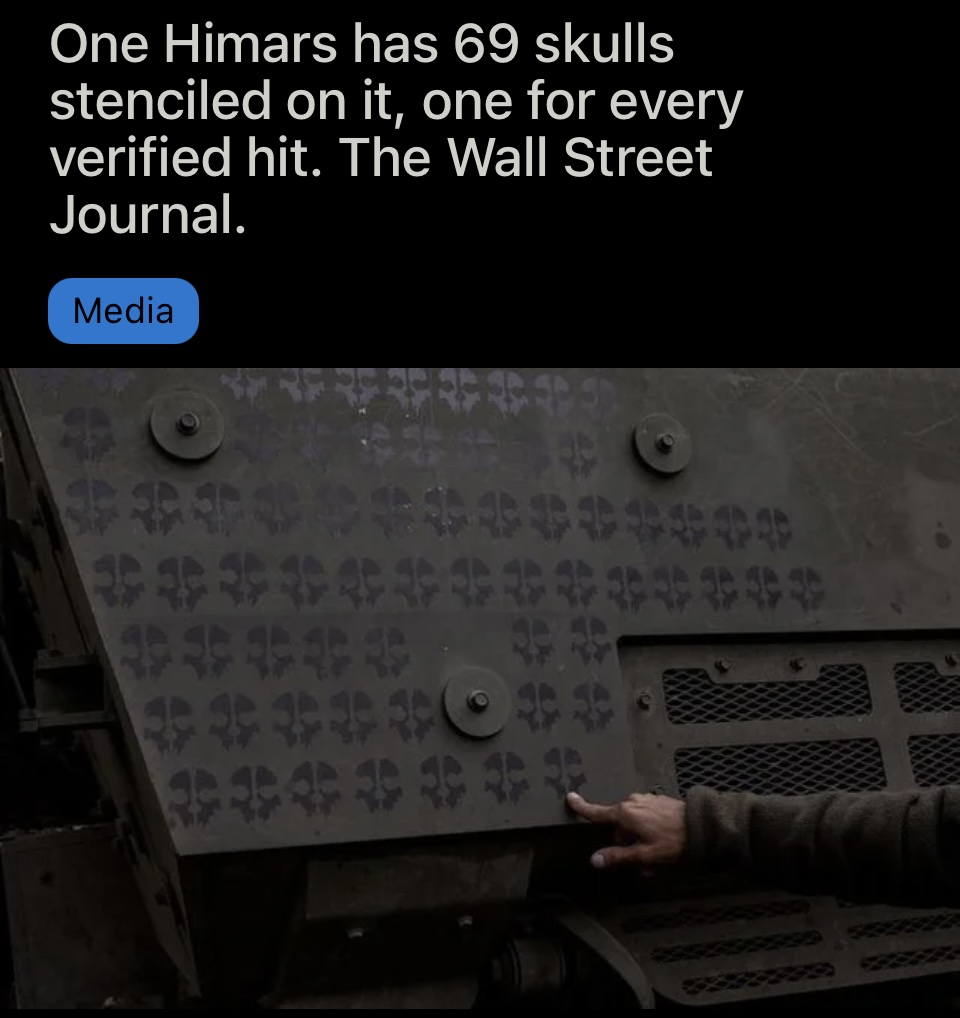 One Himars has 69 skulls
stenciled on it, one for every
verified hit. The Wall Street
Journal.
Media